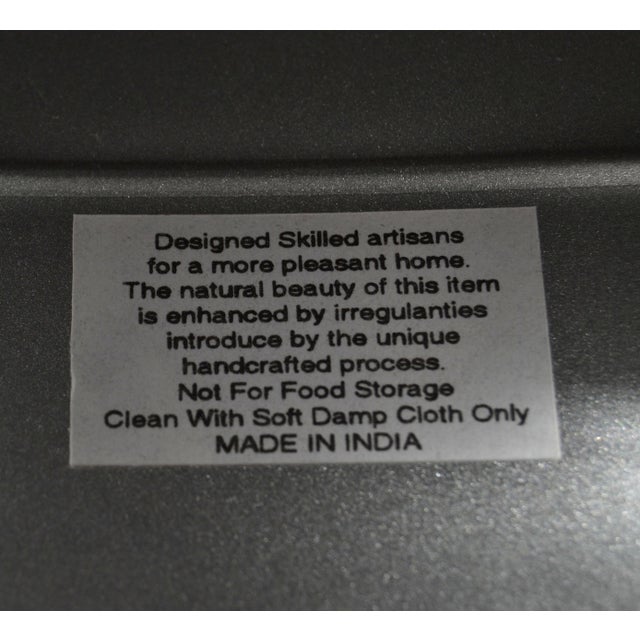 Designed Skilled artisans
for a more pleasant home.
The natural beauty of this item
is enhanced by irregulanties
introduce by the unique
handcrafted process.
Not For Food Storage
Clean With Soft Damp Cloth Only
MADE IN INDIA